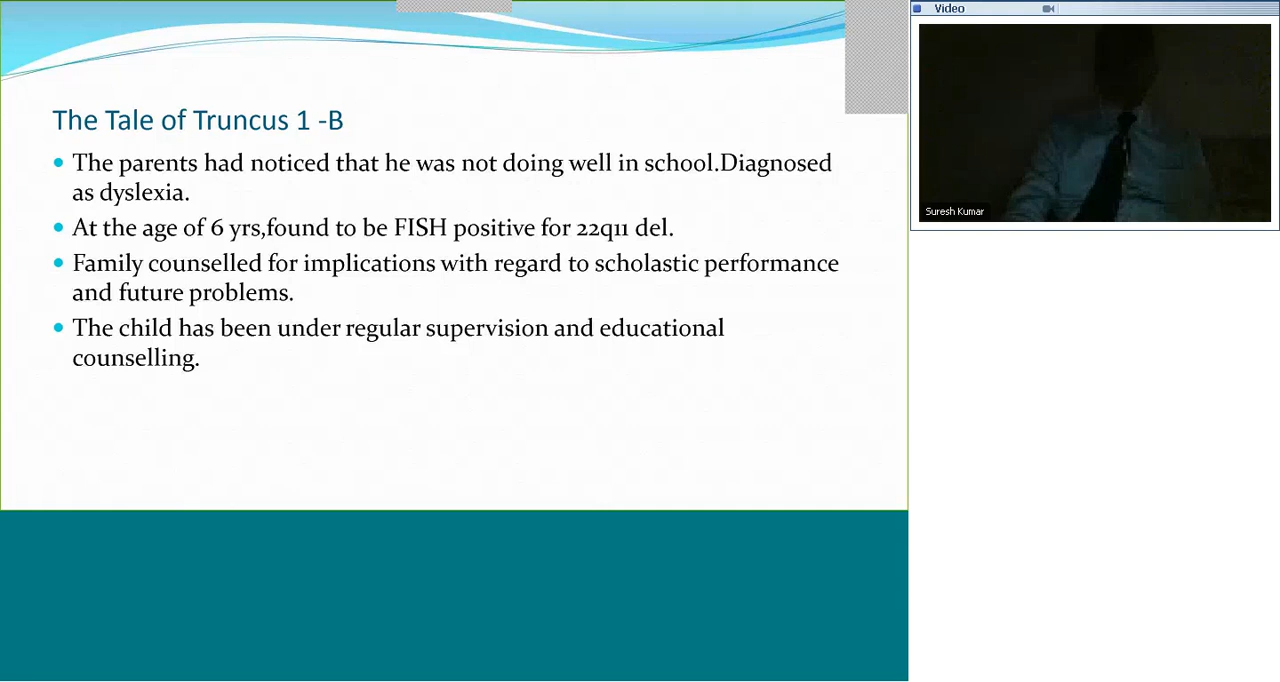 The Tale of Truncus 1 -B
The parents had noticed that he was not doing well in school.Diagnosed
as dyslexia.
At the age of 6 yrs,found to be FISH positive for 22q11 del.
Family counselled for implications with regard to scholastic performance
and future problems.
The child has been under regular supervision and educational
counselling.
Video
Suresh Kumar